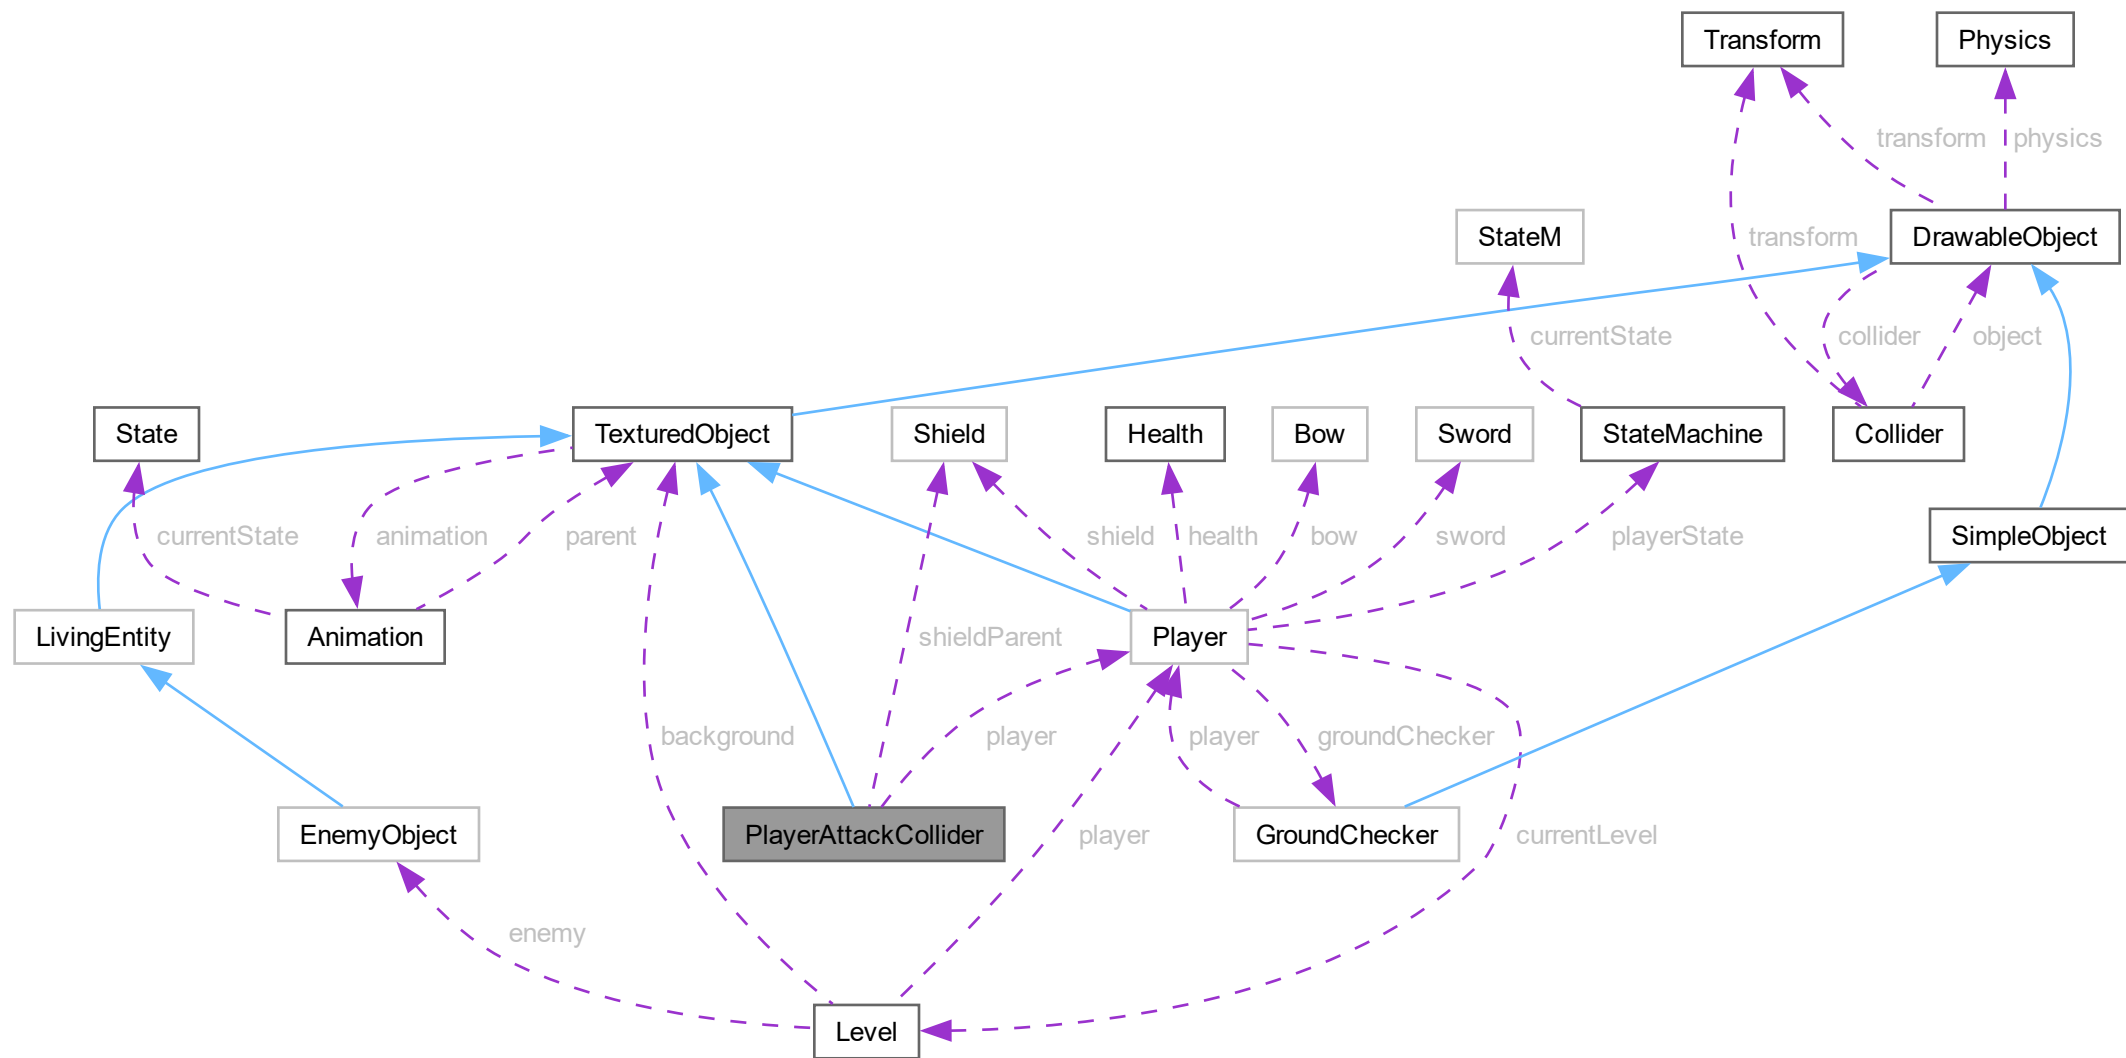 Transform
Physics
transform
physics
StateM
transform
DrawableObject
currentState
collider
object
State
TexturedObject
Shield
Health
Bow
Sword
StateMachine
Collider
currentState
animation
parent
shield
health
bow
sword
playerState
SimpleObject
LivingEntity
Animation
shieldParent
Player
background
player
player
groundChecker
EnemyObject
PlayerAttackCollider
player
GroundChecker
currentLevel
enemy
Level